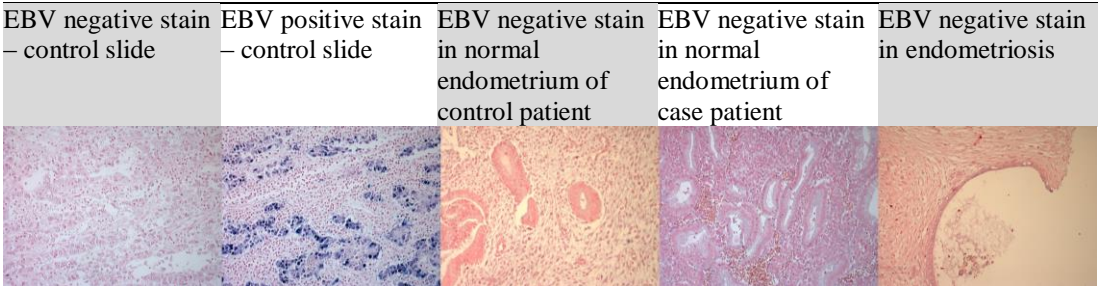 EBV negative stain
– control slide
EBV positive stain
– control slide
EBV negative stain
in normal
endometrium of
control patient
EBV negative stain
in normal
endometrium of
case patient
EBV negative stain
in endometriosis